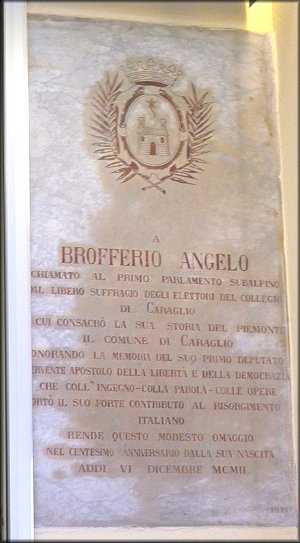 A
BROFFERIO ANGELO
CHIAMATO AL PRIMO PARLAMENTO SUBALPINO
DAL LIBERO SUFFRAGIO DEGLI ELETTORI DEL COLLEGIO
DI CARAGLIO
CUI CONSACRÒ LA SUA STORIA DEL PIEMONTE
IL COMUNE DI CARAGLIO
ONORANDO LA MEMORIA DEL SUO PRIMO DEPUTATO
ERVENTE APOSTOLO DELLA LIBERTÀ E DELLA DEMOCRAZIA
CHE COLL'INGEGNO-COLLA PAROLA-COLLE OPERE
ORTÒ IL SUO FORTE CONTRIBUTO AL RISORGIMENTO
ITALIANO
RENDE QUESTO MODESTO OMAGGIO
NEL CENTESIMO ANNIVERSARIO DALLA SUA NASCITA
ADDI VI DICEMBRE MCMII